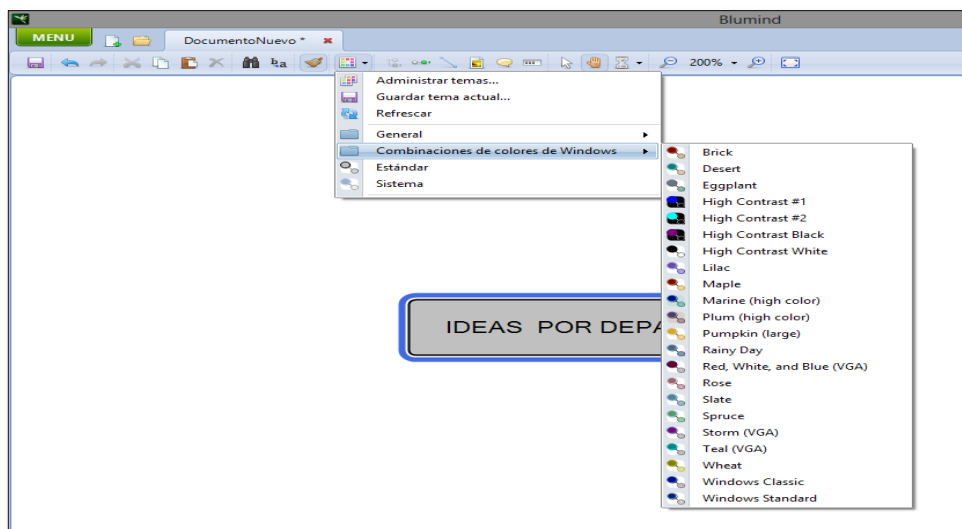 Blumind
MENU
DocumentoNuevo *
ba
200%
Administrar temas...
Guardar tema actual...
Refrescar
General
Combinaciones de colores de Windows
Estándar
Sistema
Brick
Desert
Eggplant
High Contrast #1
High Contrast #2
High Contrast Black
High Contrast White
Lilac
Maple
Marine (high color)
Plum (high color)
Pumpkin (large)
Rainy Day
Red, White, and Blue (VGA)
Rose
Slate
Spruce
Storm (VGA)
Teal (VGA)
Wheat
Windows Classic
Windows Standard
IDEAS POR DEPA